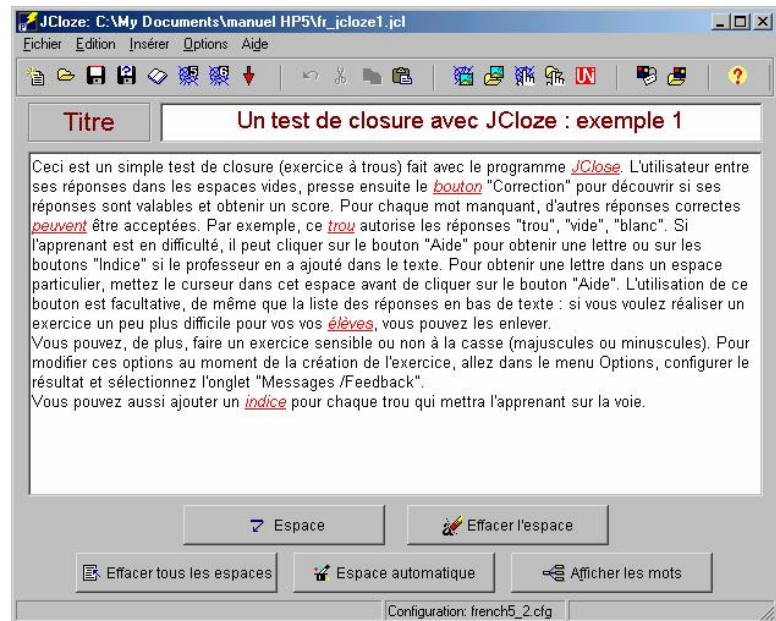 JCloze: C:\My Documents\manuel HP5\fr_jcloze1.jcl
Fichier Edition Insérer Options Aide
Titre
Un test de closure avec JCloze : exemple 1
Ceci est un simple test de closure (exercice à trous) fait avec le programme JClose. L'utilisateur entre
ses réponses dans les espaces vides, presse ensuite le bouton "Correction" pour découvrir si ses
réponses sont valables et obtenir un score. Pour chaque mot manquant, d'autres réponses correctes
peuvent être acceptées. Par exemple, ce trou autorise les réponses "trou", "vide", "blanc". Si
l'apprenant est en difficulté, il peut cliquer sur le bouton "Aide" pour obtenir une lettre ou sur les
boutons "Indice" si le professeur en a ajouté dans le texte. Pour obtenir une lettre dans un espace
particulier, mettez le curseur dans cet espace avant de cliquer sur le bouton "Aide". L'utilisation de ce
bouton est facultative, de même que la liste des réponses en bas de texte : si vous voulez réaliser un
exercice un peu plus difficile pour vos vos élèves, vous pouvez les enlever.
Vous pouvez, de plus, faire un exercice sensible ou non à la casse (majuscules ou minuscules). Pour
modifier ces options au moment de la création de l'exercice, allez dans le menu Options, configurer le
résultat et sélectionnez l'onglet "Messages /Feedback".
Vous pouvez aussi ajouter un indice pour chaque trou qui mettra l'apprenant sur la voie.
Espace
Effacer l'espace
Effacer tous les espaces
Espace automatique
Afficher les mots
Configuration: french5_2.cfg